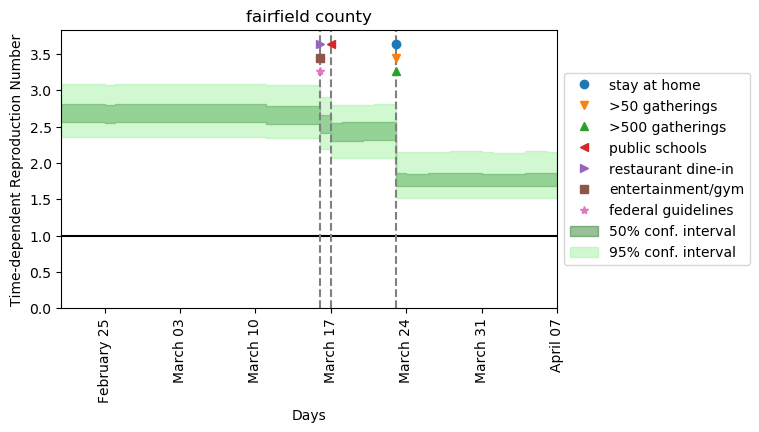 fairfield county
Time-dependent Reproduction Number
3.5
3.0
2.5
2.0
1.5
1.0
0.5
0.0
February 25
March 03
March 10
March 17
March 24
March 31
April 07
Days
stay at home
>50 gatherings
>500 gatherings
public schools
restaurant dine-in
entertainment/gym
federal guidelines
50% conf. interval
95% conf. interval